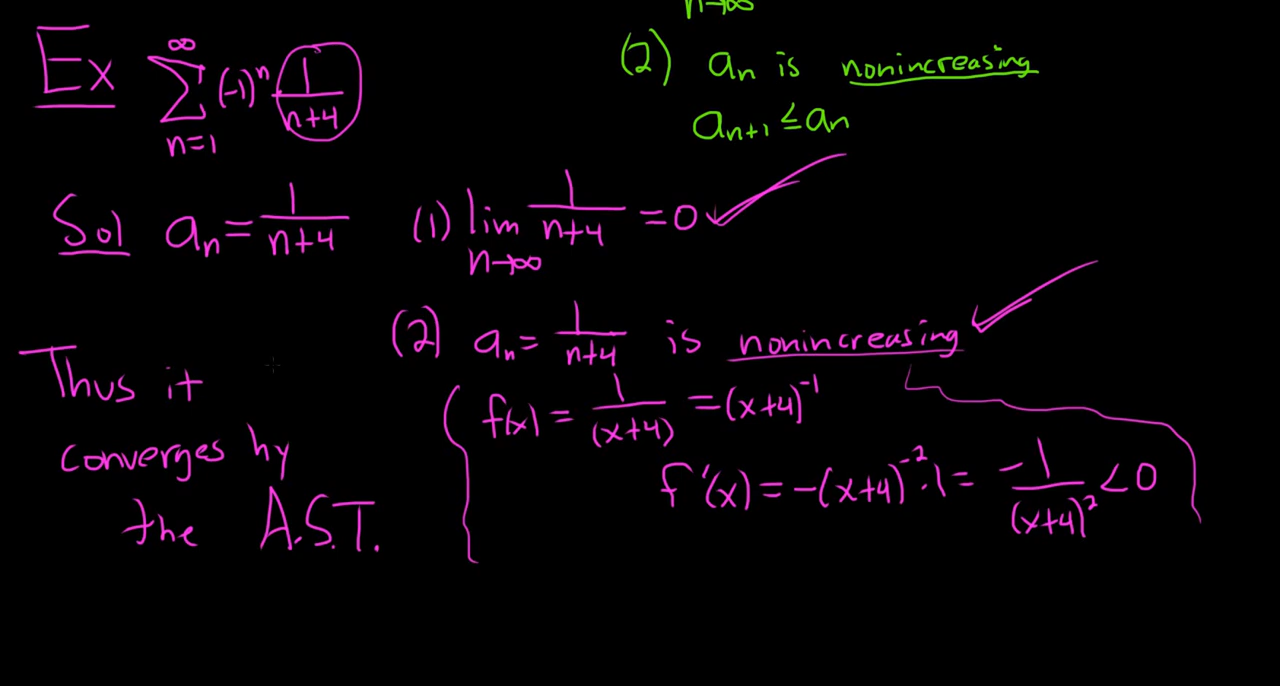 n→∞
(2) aₙ is nonincreasing
aₙ₊₁ ≤ aₙ
Ex ∞∑n=1 (-1)ⁿ 1/(n+4)
Sol aₙ = 1/(n+4) (1) lim n→∞ 1/(n+4) = 0 ✓
(2) aₙ = 1/(n+4) is nonincreasing ✓
f(x) = 1/(x+4) = (x+4)⁻¹
f'(x) = -(x+4)⁻²·1 = -1/(x+4)² < 0
Thus it
converges by
the A.S.T.